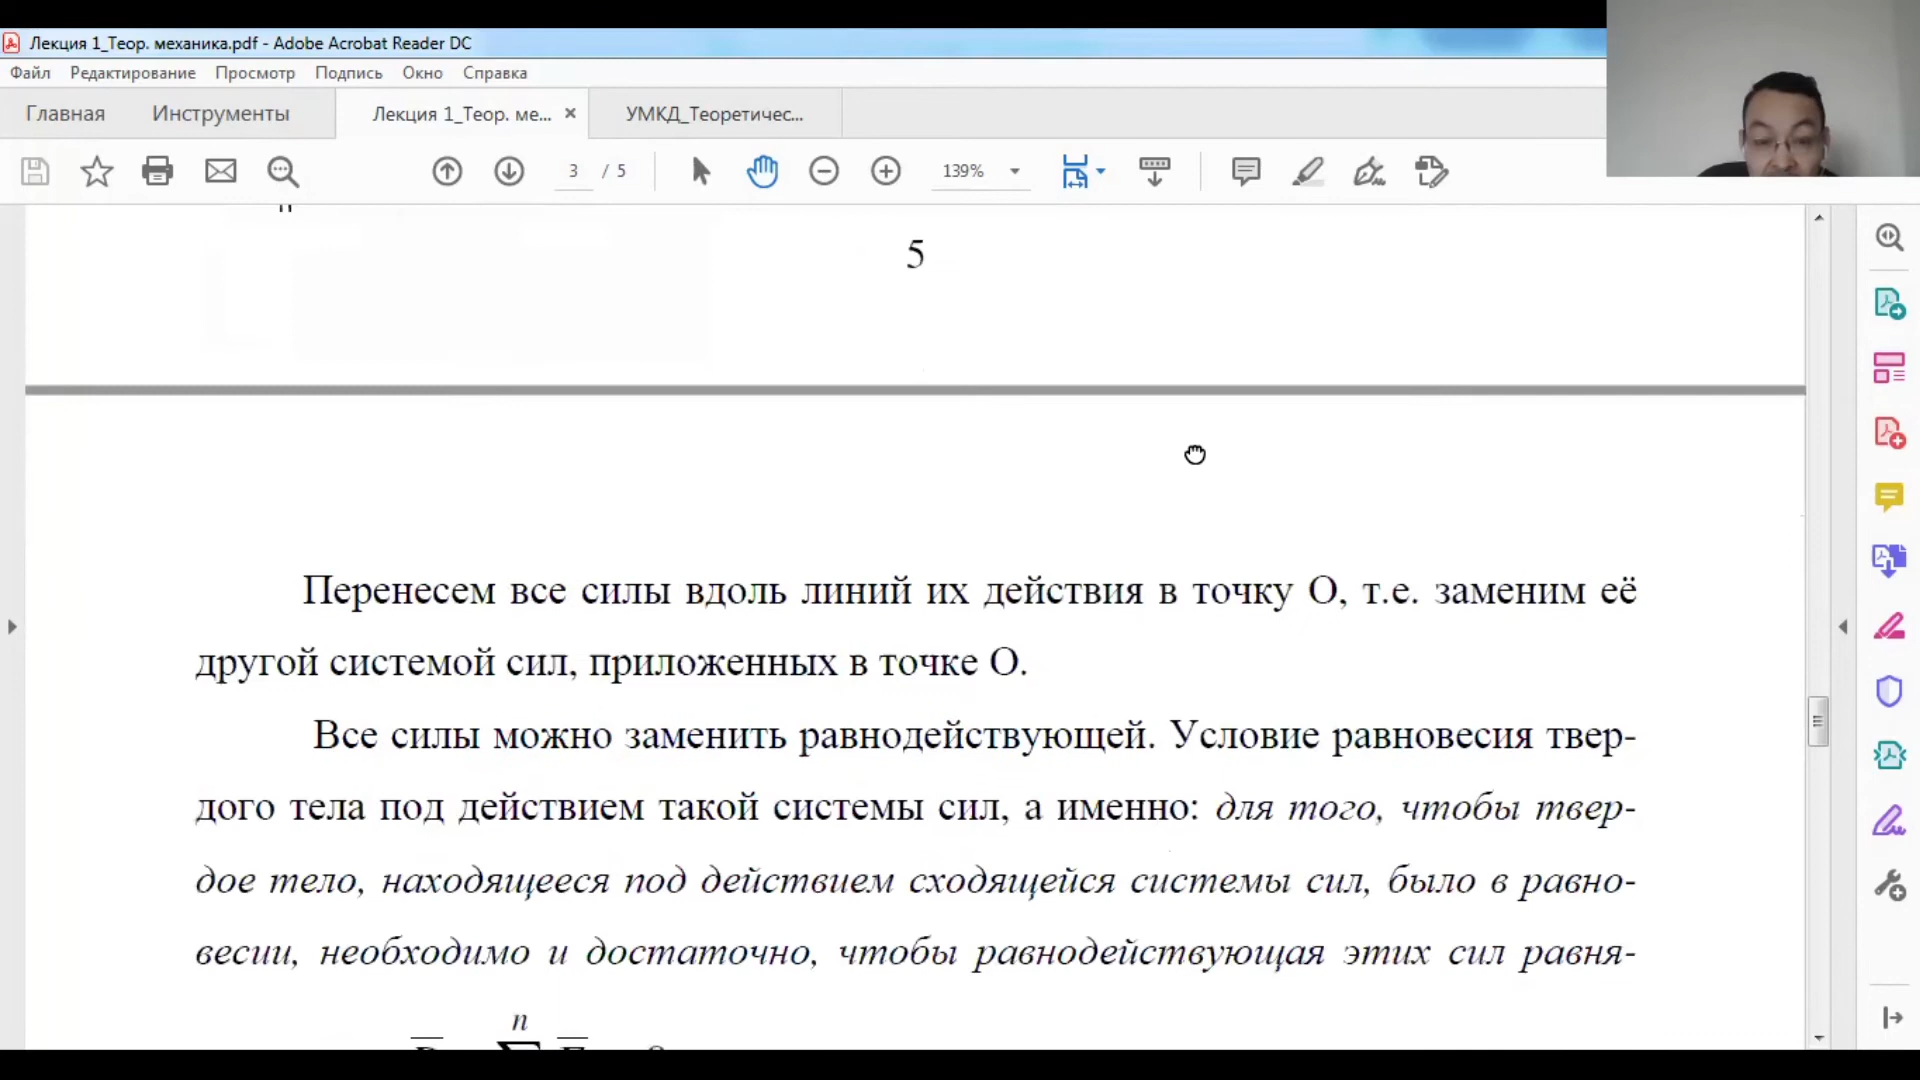 Лекция 1_Теор. механика.pdf - Adobe Acrobat Reader DC
Файл Редактирование Просмотр Подпись Окно Справка
Главная Инструменты Лекция 1_Теор. ме... УМКД_Теоретичес...
3 / 5 139%
5
Перенесем все силы вдоль линий их действия в точку О, т.е. заменим её
другой системой сил, приложенных в точке О.
Все силы можно заменить равнодействующей. Условие равновесия твер-
дого тела под действием такой системы сил, а именно: для того, чтобы твер-
дое тело, находящееся под действием сходящейся системы сил, было в равно-
весии, необходимо и достаточно, чтобы равнодействующая этих сил равня-
n